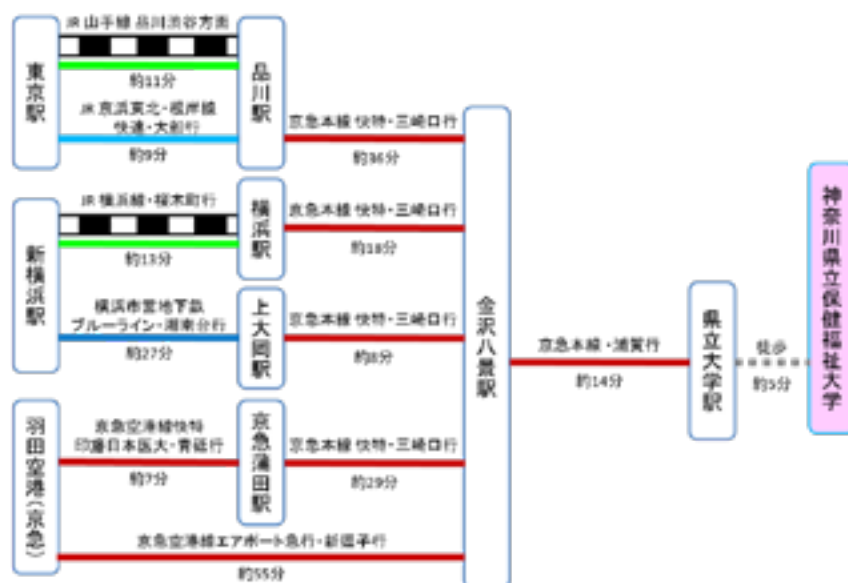 JR 山手線 品川渋谷方面
約11分
JR 京浜東北・根岸線
快速・大船行
約9分
東京駅
品川駅
京急本線 快特・三崎口行
約36分
JR 横浜線・桜木町行
約13分
新横浜駅
横浜駅
京急本線 快特・三崎口行
約18分
横浜市営地下鉄
ブルーライン・湘南台行
約27分
上大岡駅
京急本線 快特・三崎口行
約8分
羽田空港(京急)
京急空港線快特
印旛日本医大・青砥行
約7分
京急蒲田駅
京急本線 快特・三崎口行
約29分
京急空港線エアポート急行・新逗子行
約55分
金沢八景駅
京急本線・浦賀行
約14分
県立大学駅
徒歩
約5分
神奈川県立保健福祉大学